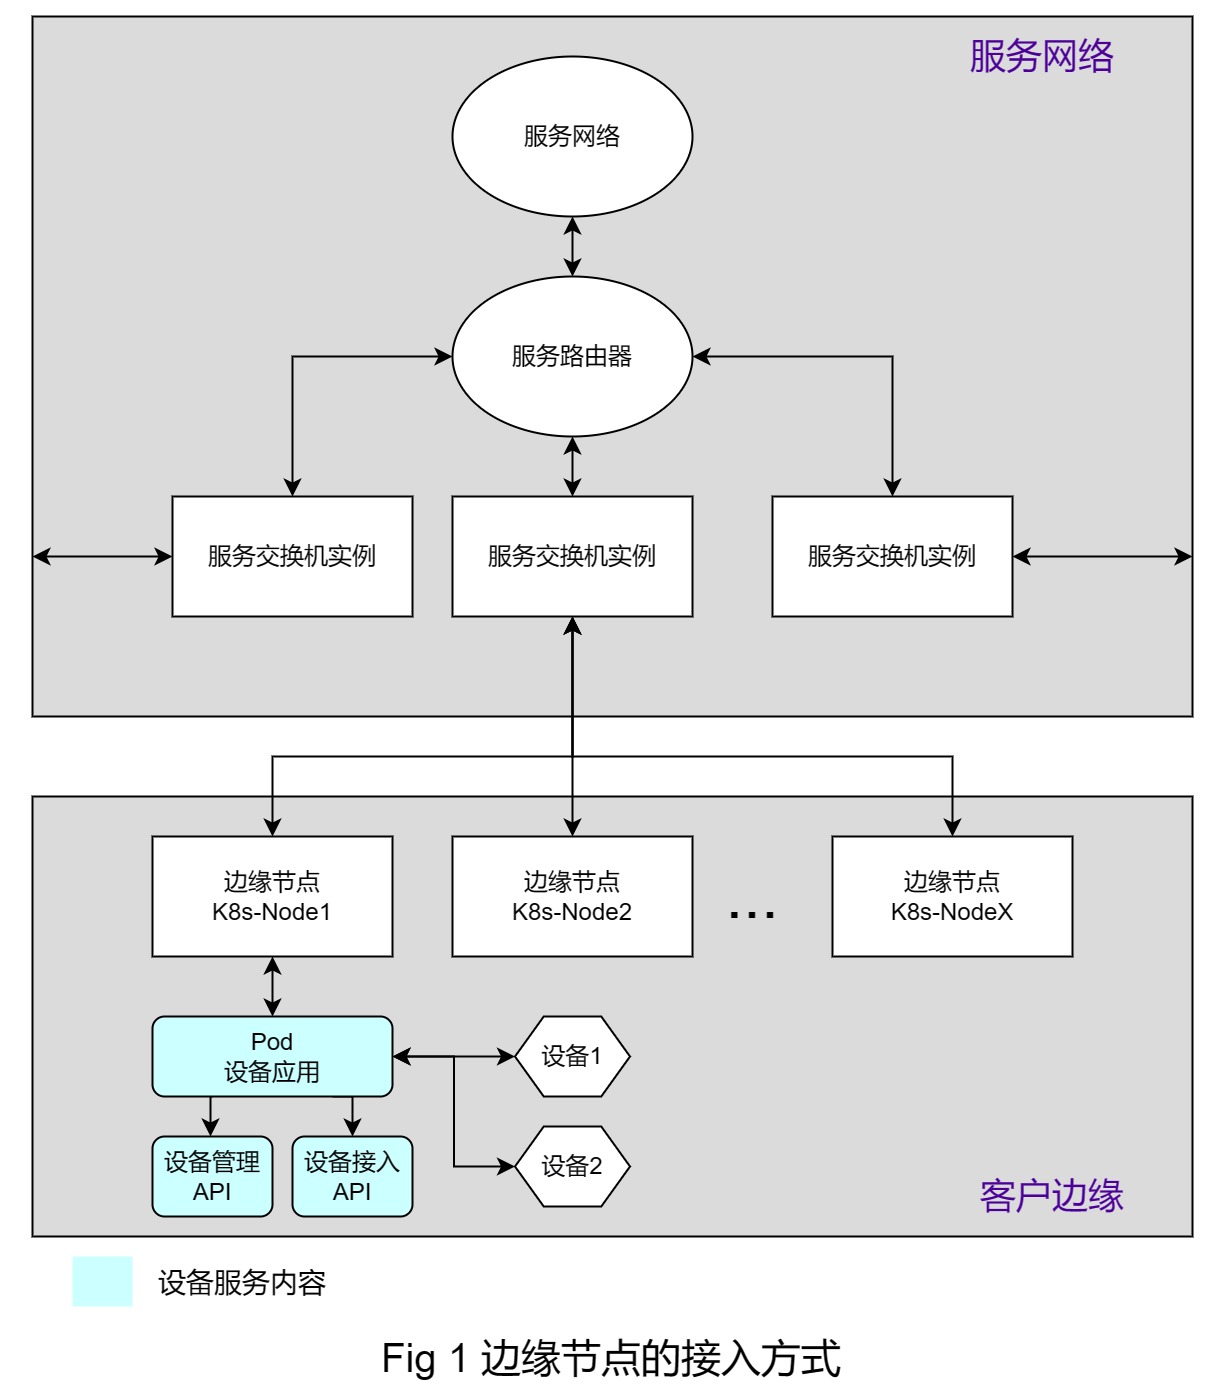 服务网络
服务网络
服务路由器
服务交换机实例
服务交换机实例
服务交换机实例
边缘节点
K8s-Node1
边缘节点
K8s-Node2
...
边缘节点
K8s-NodeX
Pod
设备应用
设备1
设备管理
API
设备接入
API
设备2
客户边缘
设备服务内容
Fig 1 边缘节点的接入方式